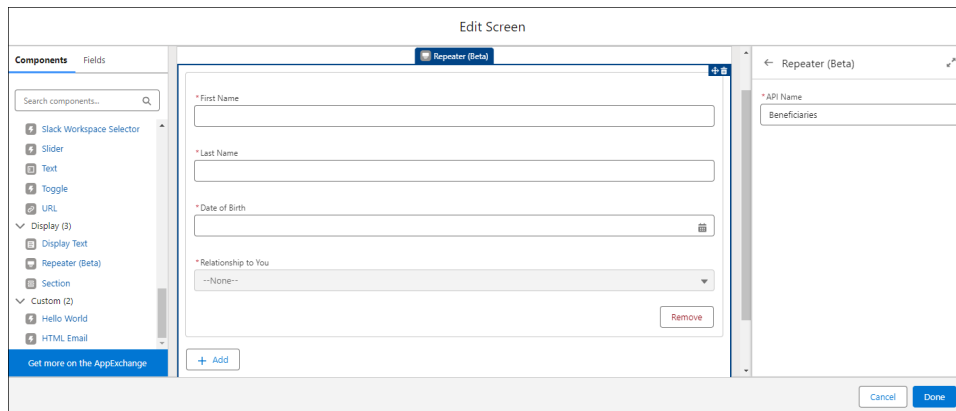 Edit Screen
Components Fields
Search components...
Slack Workspace Selector
Slider
Text
Toggle
URL
Display (3)
Display Text
Repeater (Beta)
Section
Custom (2)
Hello World
HTML Email
Get more on the AppExchange
Repeater (Beta)
*First Name
*Last Name
*Date of Birth
*Relationship to You
--None--
Remove
+ Add
Repeater (Beta)
*API Name
Beneficiaries
Cancel Done